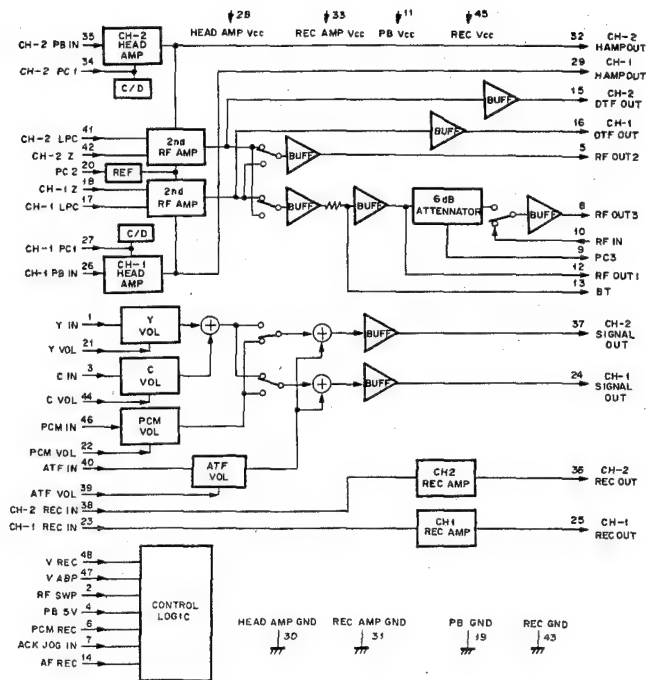 28 HEAD AMP Vcc
33 REC AMP Vcc
11 PB Vcc
45 REC Vcc
35 CH-2 PB IN
CH-2 HEAD AMP
34 CH-2 PC1
C/D
32 CH-2 HAMPOUT
29 CH-1 HAMPOUT
15 CH-2 DTF OUT
BUFF
16 CH-1 OTF OUT
BUFF
41 CH-2 LPC
42 CH-2 Z
2nd RF AMP
BUFF
5 RF OUT2
20 PC2
REF
18 CH-1 Z
17 CH-1 LPC
2nd RF AMP
BUFF
BUFF
6dB ATTENNATOR
BUFF
8 RF OUT3
10 RF IN
9 PC3
12 RF OUT1
13 BT
27 CH-1 PC1
C/D
26 CH-1 PB IN
CH-1 HEAD AMP
1 Y IN
Y VOL
21 Y VOL
3 C IN
C VOL
44 C VOL
46 PCM IN
PCM VOL
22 PCM VOL
40 ATF IN
ATF VOL
39 ATF VOL
BUFF
37 CH-2 SIGNAL OUT
BUFF
24 CH-1 SIGNAL OUT
38 CH-2 REC IN
CH2 REC AMP
36 CH-2 REC OUT
23 CH-1 REC IN
CH1 REC AMP
25 CH-1 REC OUT
48 V REC
47 V ABP
2 RF SWP
4 PB 5V
6 PCM REC
7 ACK JOG IN
14 AF REC
CONTROL LOGIC
HEAD AMP GND 30
REC AMP GND 31
PB GND 19
REC GND 43